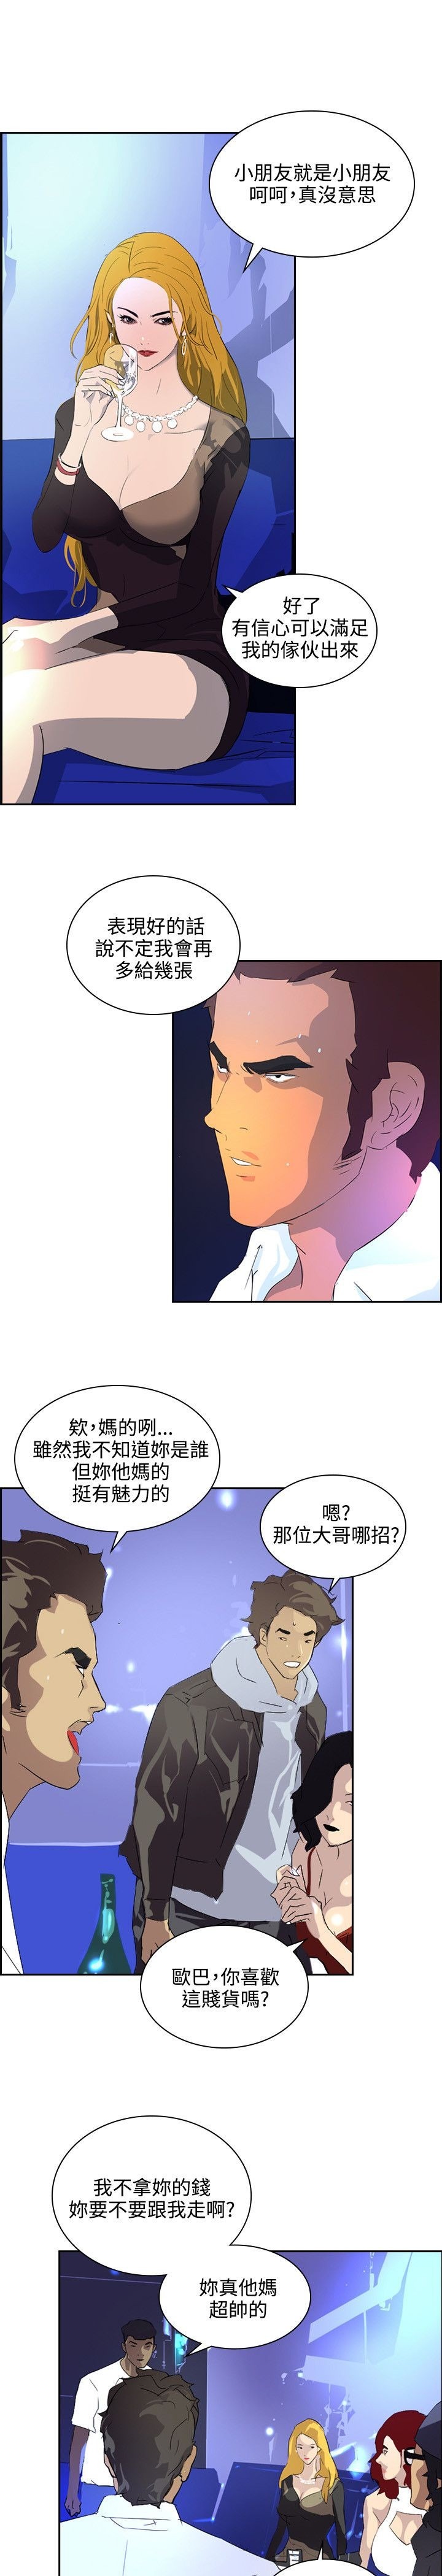 小朋友就是小朋友
呵呵，真沒意思
好了
有信心可以滿足
我的傢伙出來
表現好的話
說不定我會再
多給幾張
欸，媽的咧…
雖然我不知道妳是誰
但妳他媽的
挺有魅力的
嗯?
那位大哥哪招?
歐巴，你喜歡
這賤貨嗎?
我不拿妳的錢
妳要不要跟我走啊?
妳真他媽
超帥的